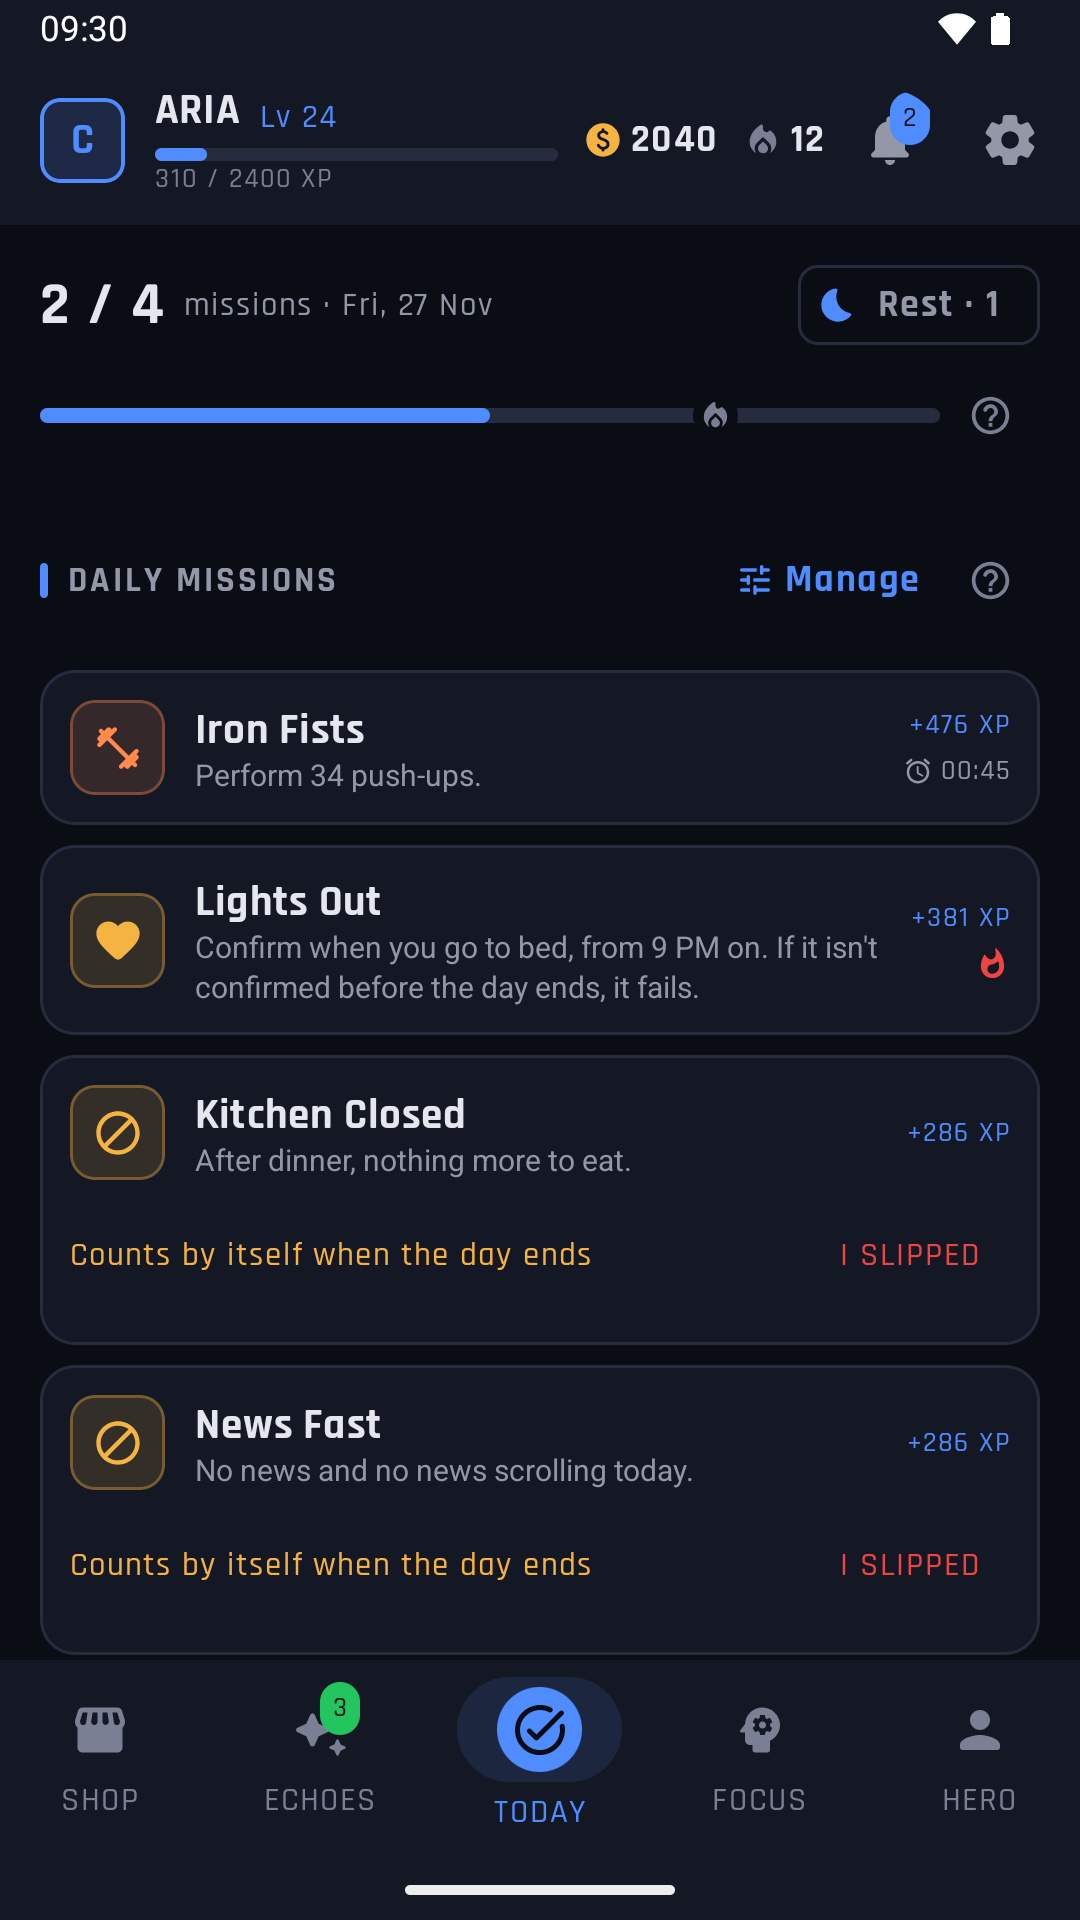 09:30
C
ARIA Lv 24
310 / 2400 XP
2040
12
2
2 / 4 missions · Fri, 27 Nov
Rest · 1
DAILY MISSIONS
Manage
Iron Fists
Perform 34 push-ups.
+476 XP
00:45
Lights Out
Confirm when you go to bed, from 9 PM on. If it isn't
confirmed before the day ends, it fails.
+381 XP
Kitchen Closed
After dinner, nothing more to eat.
+286 XP
Counts by itself when the day ends
I SLIPPED
News Fast
No news and no news scrolling today.
+286 XP
Counts by itself when the day ends
I SLIPPED
3
SHOP
ECHOES
TODAY
FOCUS
HERO